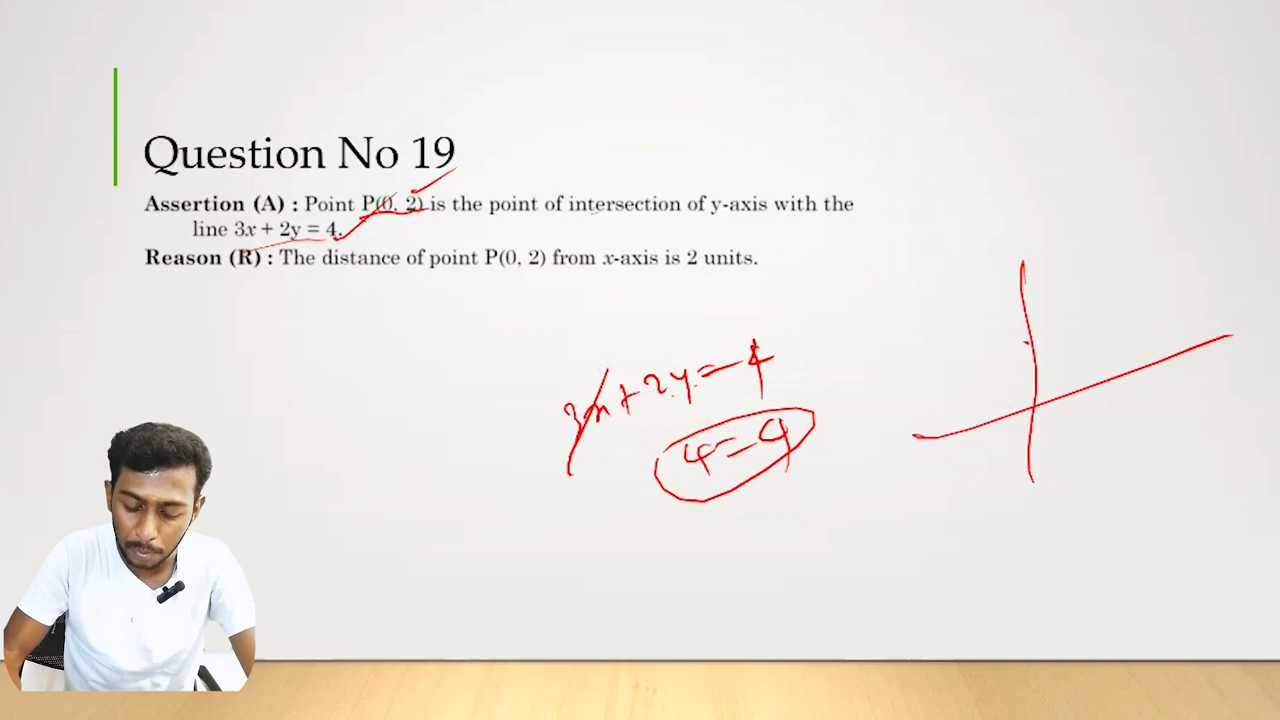 Question No 19
Assertion (A) : Point P(0, 2) is the point of intersection of y-axis with the
line 3x + 2y = 4.
Reason (R) : The distance of point P(0, 2) from x-axis is 2 units.
3x + 2y = 4
4 = 4